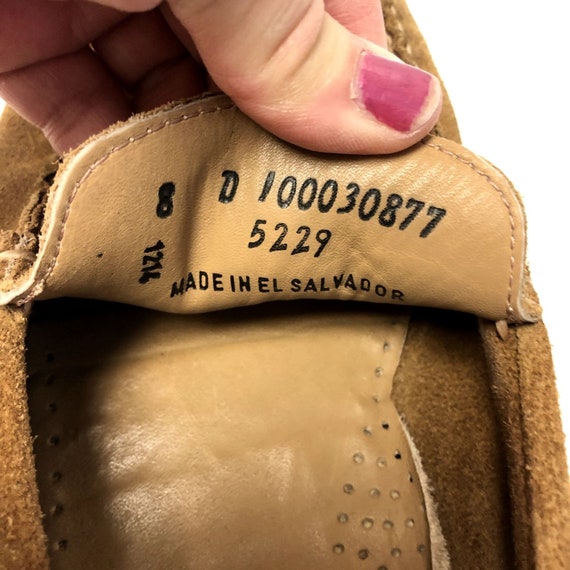 8 D 100030877
5229
1214
MADE IN EL SALVADOR